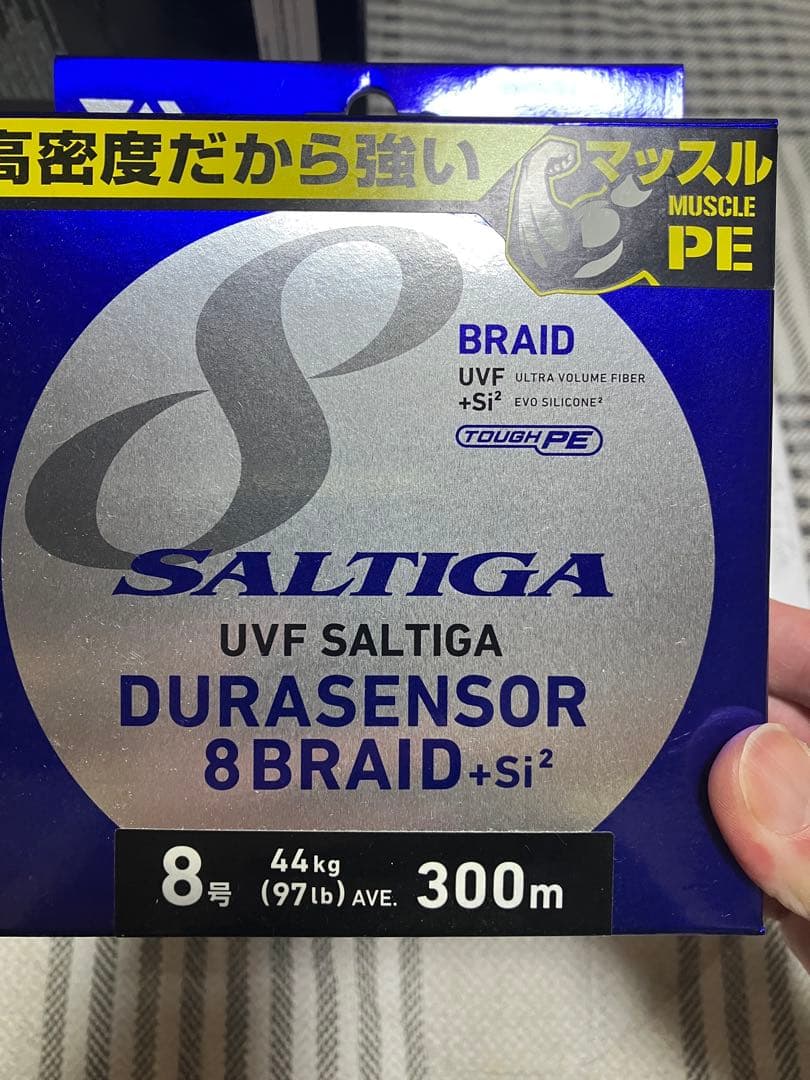 高密度だから強い
マッスル
MUSCLE
PE
BRAID
UVF ULTRA VOLUME FIBER
+Si² EVO SILICONE²
TOUGH PE
SALTIGA
UVF SALTIGA
DURASENSOR
8BRAID+Si²
8号 44kg (97lb) AVE. 300m